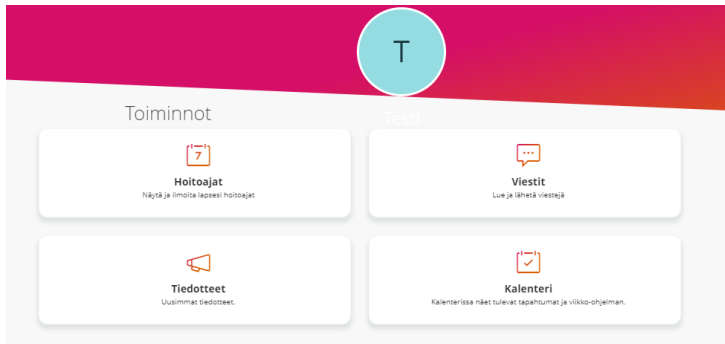 T
Testi
Toiminnot
7
Hoitoajat
Näytä ja ilmoita lapsesi hoitoajat
Viestit
Lue ja lähetä viestejä
Tiedotteet
Uusimmat tiedotteet.
Kalenteri
Kalenterissa näet tulevat tapahtumat ja viikko-ohjelman.